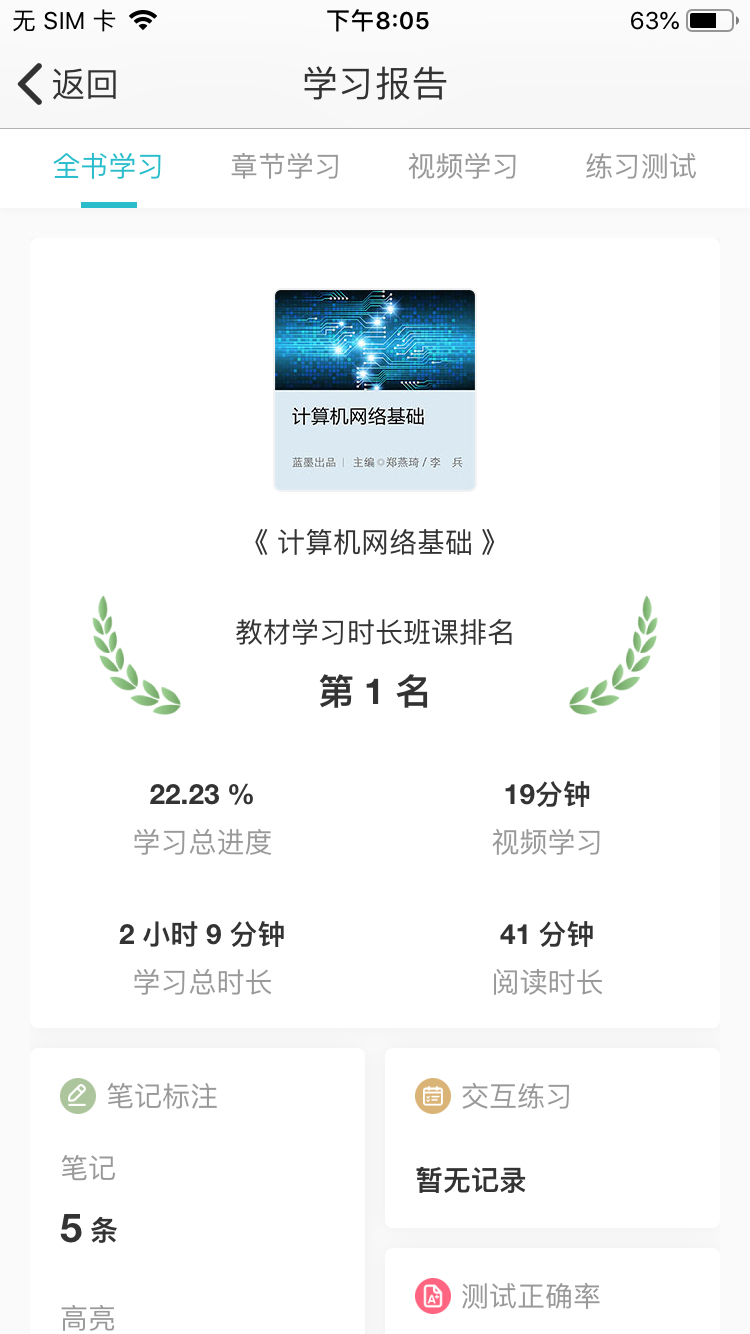 无 SIM 卡 下午8:05 63%
返回 学习报告
全书学习 章节学习 视频学习 练习测试
计算机网络基础
蓝墨出品 | 主编◎郑燕琦 / 李 兵
《 计算机网络基础 》
教材学习时长班课排名
第 1 名
22.23 % 19分钟
学习总进度 视频学习
2 小时 9 分钟 41 分钟
学习总时长 阅读时长
笔记标注 交互练习
笔记
暂无记录
5 条
A+ 测试正确率
高亮